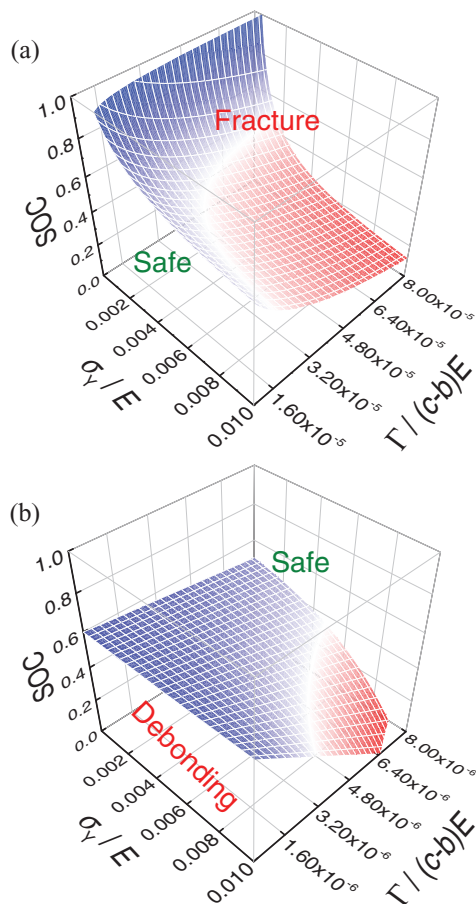 (a)
1.0
0.8
0.6
0.4
0.2
0.0
SOC
Fracture
Safe
0.002
0.004
0.006
0.008
0.010
σY / E
8.00x10⁻⁵
6.40x10⁻⁵
4.80x10⁻⁵
3.20x10⁻⁵
1.60x10⁻⁵
Γ / (c-b)E
(b)
1.0
0.8
0.6
0.4
0.2
0.0
SOC
Safe
Debonding
0.002
0.004
0.006
0.008
0.010
σY / E
8.00x10⁻⁶
6.40x10⁻⁶
4.80x10⁻⁶
3.20x10⁻⁶
1.60x10⁻⁶
Γ / (c-b)E